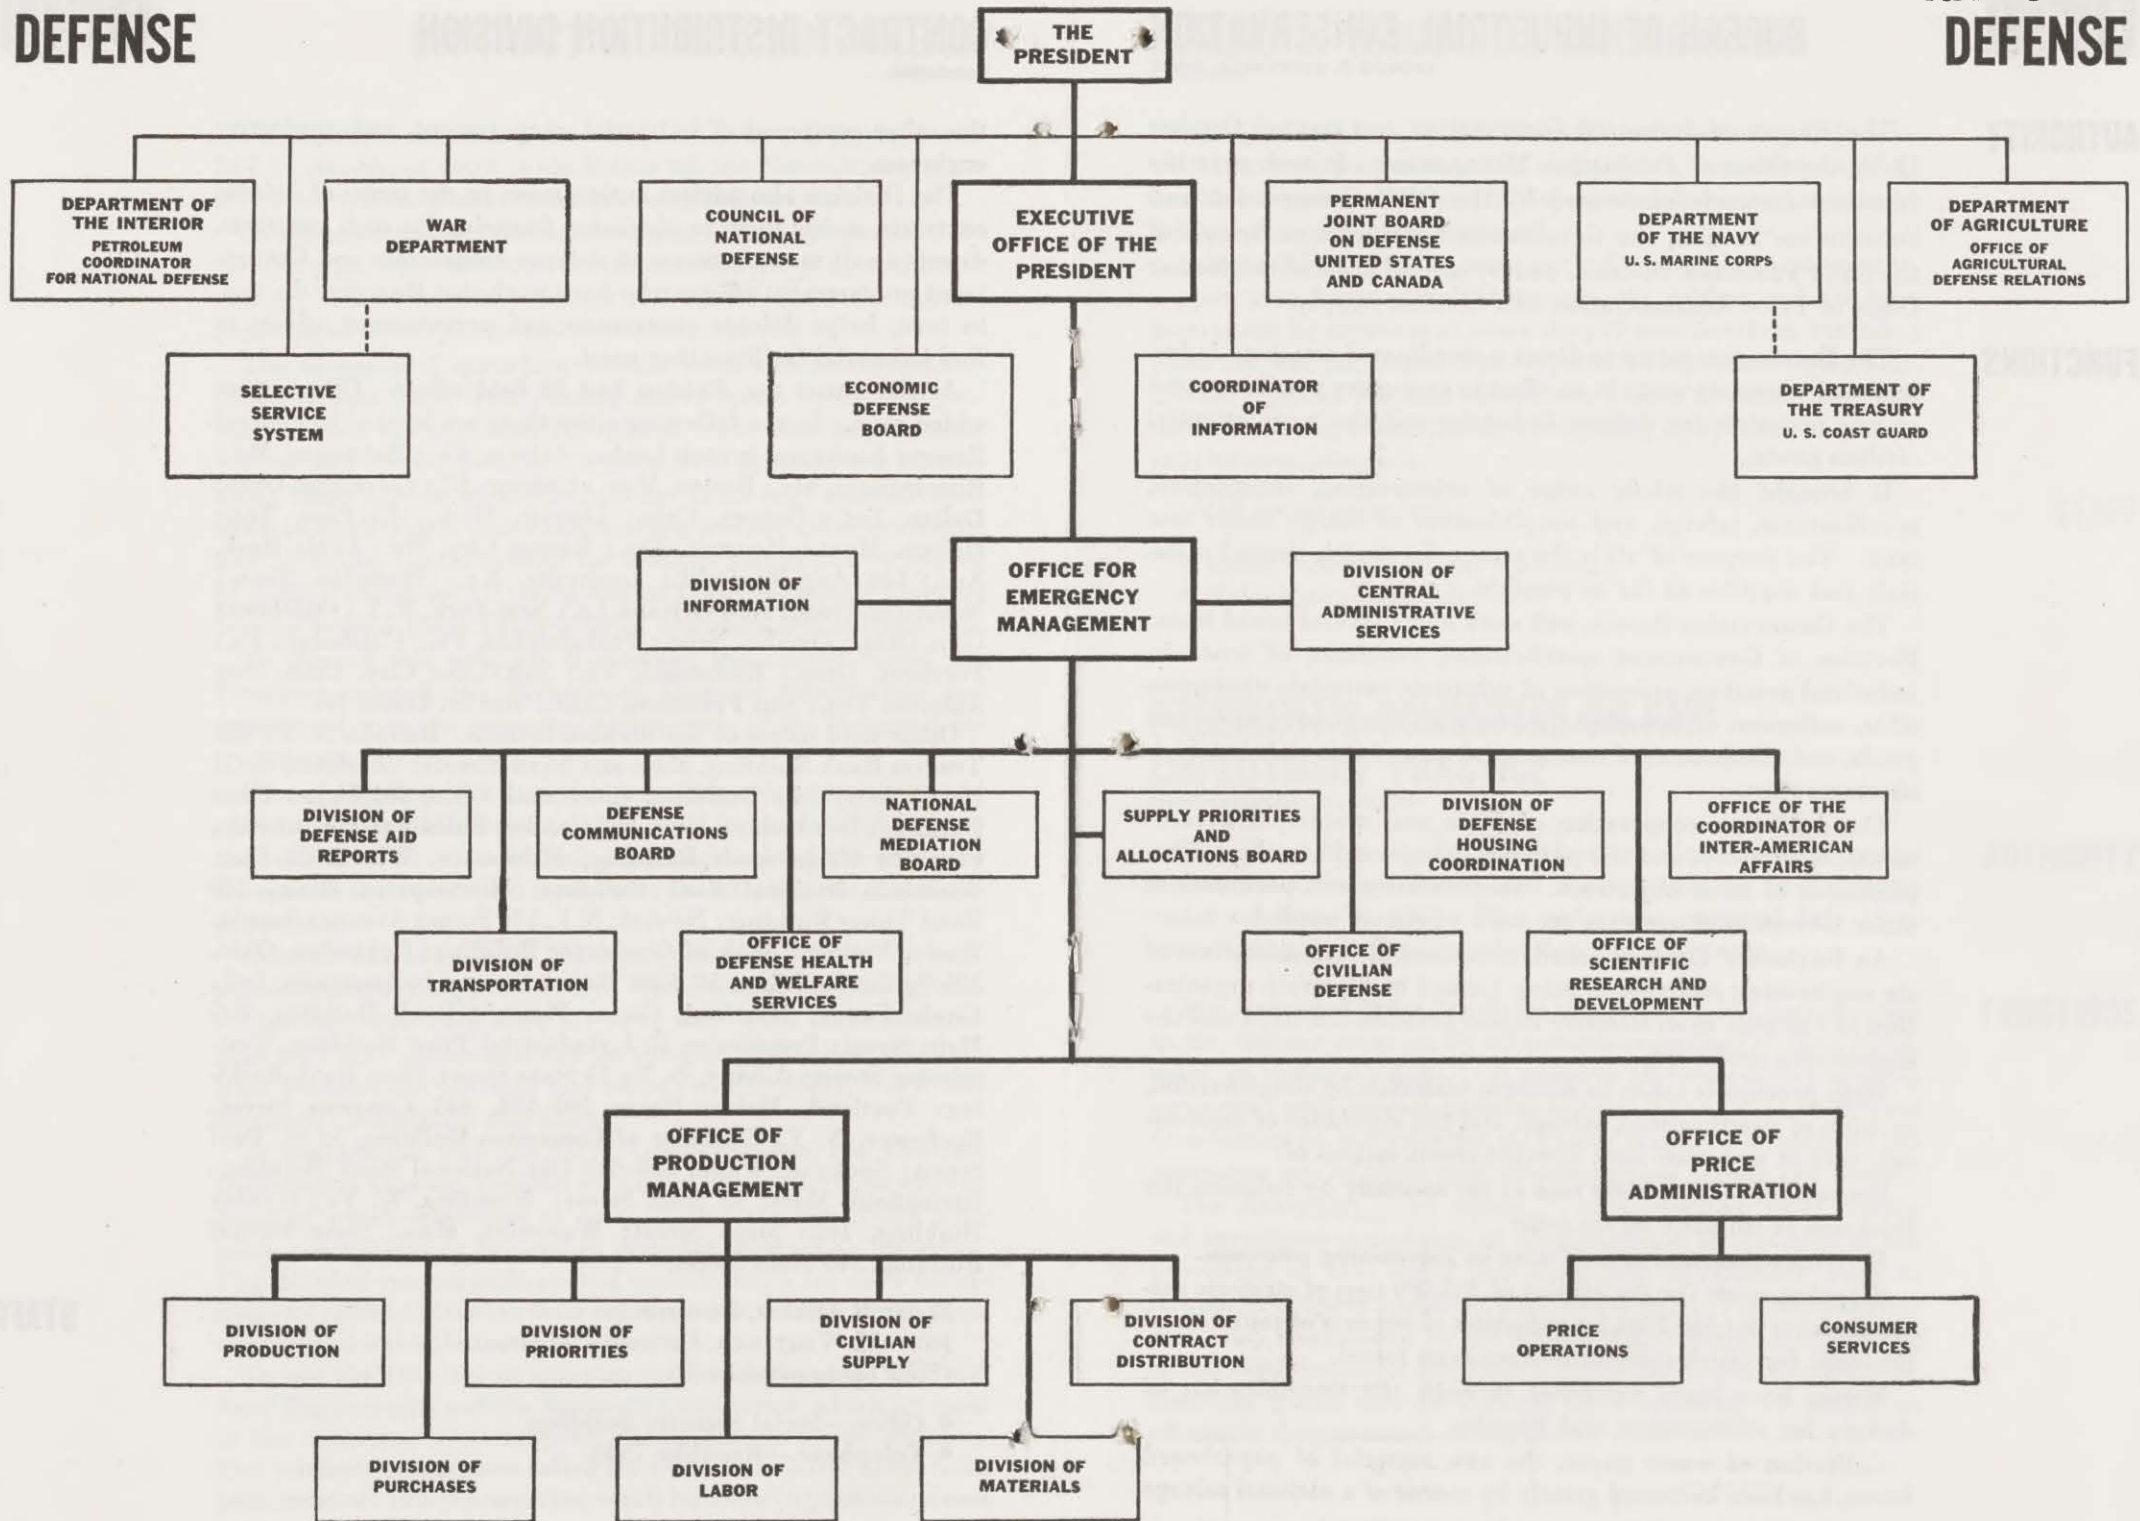 DEFENSE
DEFENSE
THE
PRESIDENT
DEPARTMENT OF
THE INTERIOR
PETROLEUM
COORDINATOR
FOR NATIONAL DEFENSE
WAR
DEPARTMENT
COUNCIL OF
NATIONAL
DEFENSE
EXECUTIVE
OFFICE OF THE
PRESIDENT
PERMANENT
JOINT BOARD
ON DEFENSE
UNITED STATES
AND CANADA
DEPARTMENT
OF THE NAVY
U. S. MARINE CORPS
DEPARTMENT
OF AGRICULTURE
OFFICE OF
AGRICULTURAL
DEFENSE RELATIONS
SELECTIVE
SERVICE
SYSTEM
ECONOMIC
DEFENSE
BOARD
COORDINATOR
OF
INFORMATION
DEPARTMENT OF
THE TREASURY
U. S. COAST GUARD
DIVISION OF
INFORMATION
OFFICE FOR
EMERGENCY
MANAGEMENT
DIVISION OF
CENTRAL
ADMINISTRATIVE
SERVICES
DIVISION OF
DEFENSE AID
REPORTS
DEFENSE
COMMUNICATIONS
BOARD
NATIONAL
DEFENSE
MEDIATION
BOARD
SUPPLY PRIORITIES
AND
ALLOCATIONS BOARD
DIVISION OF
DEFENSE
HOUSING
COORDINATION
OFFICE OF THE
COORDINATOR OF
INTER-AMERICAN
AFFAIRS
DIVISION OF
TRANSPORTATION
OFFICE OF
DEFENSE HEALTH
AND WELFARE
SERVICES
OFFICE OF
CIVILIAN
DEFENSE
OFFICE OF
SCIENTIFIC
RESEARCH AND
DEVELOPMENT
OFFICE OF
PRODUCTION
MANAGEMENT
OFFICE OF
PRICE
ADMINISTRATION
DIVISION OF
PRODUCTION
DIVISION OF
PRIORITIES
DIVISION OF
CIVILIAN
SUPPLY
DIVISION OF
CONTRACT
DISTRIBUTION
PRICE
OPERATIONS
CONSUMER
SERVICES
DIVISION OF
PURCHASES
DIVISION OF
LABOR
DIVISION OF
MATERIALS